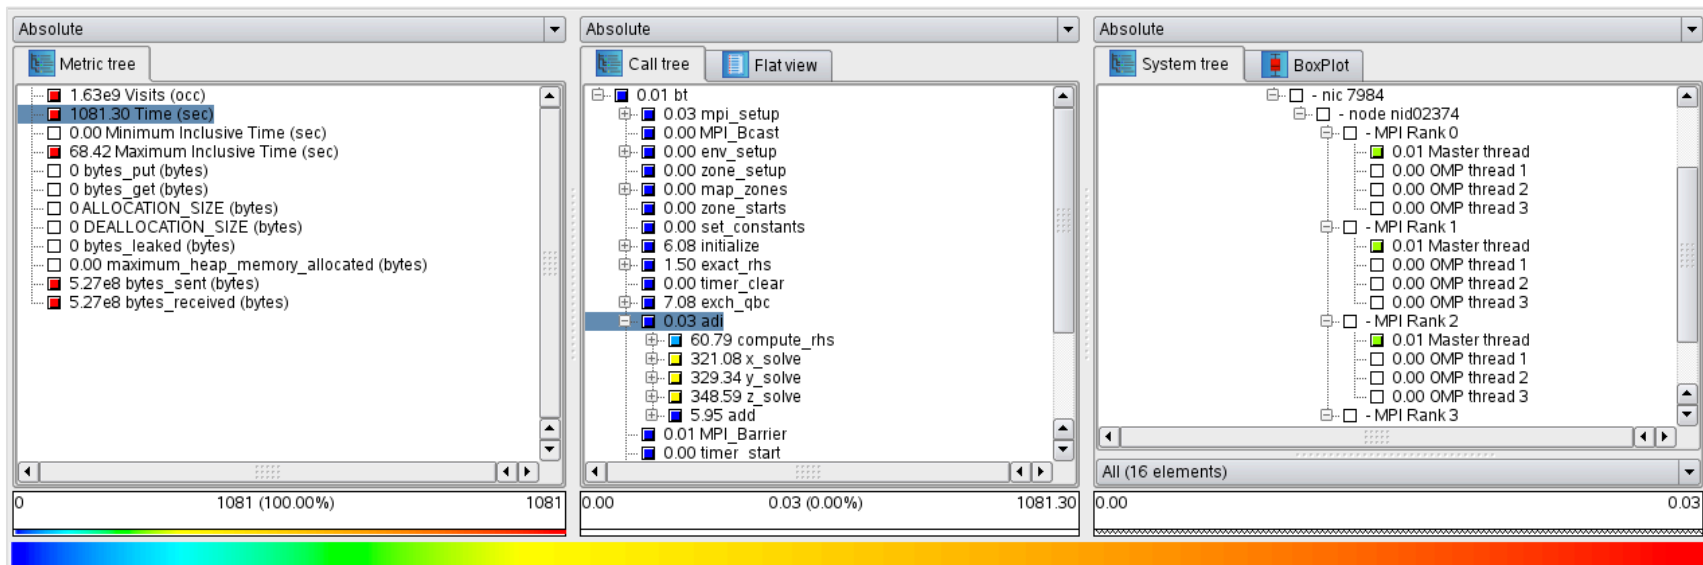 Absolute
Metric tree
1.63e9 Visits (occ)
1081.30 Time (sec)
0.00 Minimum Inclusive Time (sec)
68.42 Maximum Inclusive Time (sec)
0 bytes_put (bytes)
0 bytes_get (bytes)
0 ALLOCATION_SIZE (bytes)
0 DEALLOCATION_SIZE (bytes)
0 bytes_leaked (bytes)
0.00 maximum_heap_memory_allocated (bytes)
5.27e8 bytes_sent (bytes)
5.27e8 bytes_received (bytes)
0 1081 (100.00%) 1081
Absolute
Call tree Flat view
0.01 bt
0.03 mpi_setup
0.00 MPI_Bcast
0.00 env_setup
0.00 zone_setup
0.00 map_zones
0.00 zone_starts
0.00 set_constants
6.08 initialize
1.50 exact_rhs
0.00 timer_clear
7.08 exch_qbc
0.03 adi
60.79 compute_rhs
321.08 x_solve
329.34 y_solve
348.59 z_solve
5.95 add
0.01 MPI_Barrier
0.00 timer_start
0.00 0.03 (0.00%) 1081.30
Absolute
System tree BoxPlot
- nic 7984
- node nid02374
- MPI Rank 0
0.01 Master thread
0.00 OMP thread 1
0.00 OMP thread 2
0.00 OMP thread 3
- MPI Rank 1
0.01 Master thread
0.00 OMP thread 1
0.00 OMP thread 2
0.00 OMP thread 3
- MPI Rank 2
0.01 Master thread
0.00 OMP thread 1
0.00 OMP thread 2
0.00 OMP thread 3
- MPI Rank 3
All (16 elements)
0.00 0.03